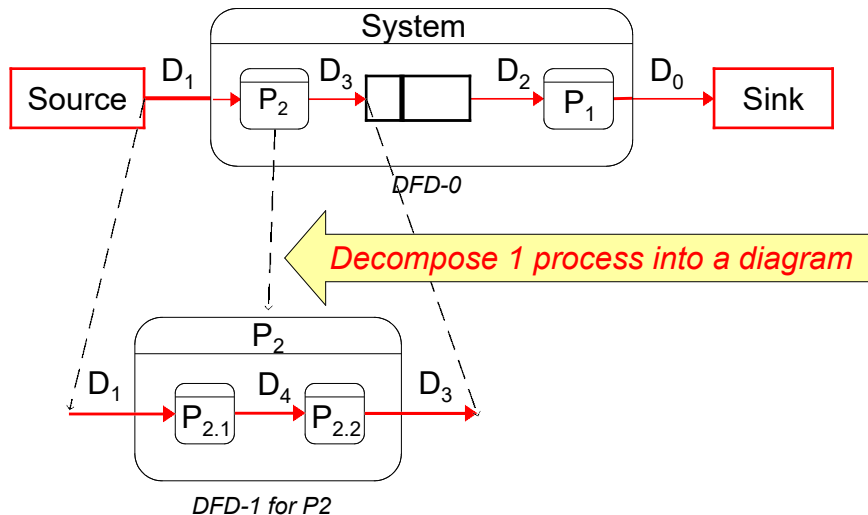 System
Source
D₁
P₂
D₃
D₂
P₁
D₀
Sink
DFD-0
Decompose 1 process into a diagram
P₂
D₁
P₂.₁
D₄
P₂.₂
D₃
DFD-1 for P2